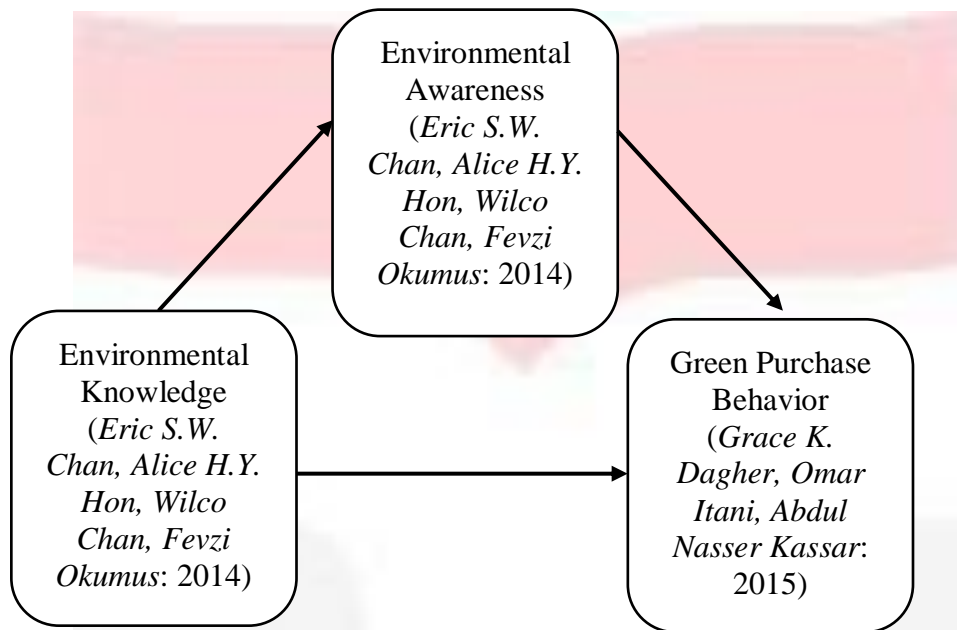 Environmental
Awareness
(Eric S.W.
Chan, Alice H.Y.
Hon, Wilco
Chan, Fevzi
Okumus: 2014)
Environmental
Knowledge
(Eric S.W.
Chan, Alice H.Y.
Hon, Wilco
Chan, Fevzi
Okumus: 2014)
Green Purchase
Behavior
(Grace K.
Dagher, Omar
Itani, Abdul
Nasser Kassar:
2015)